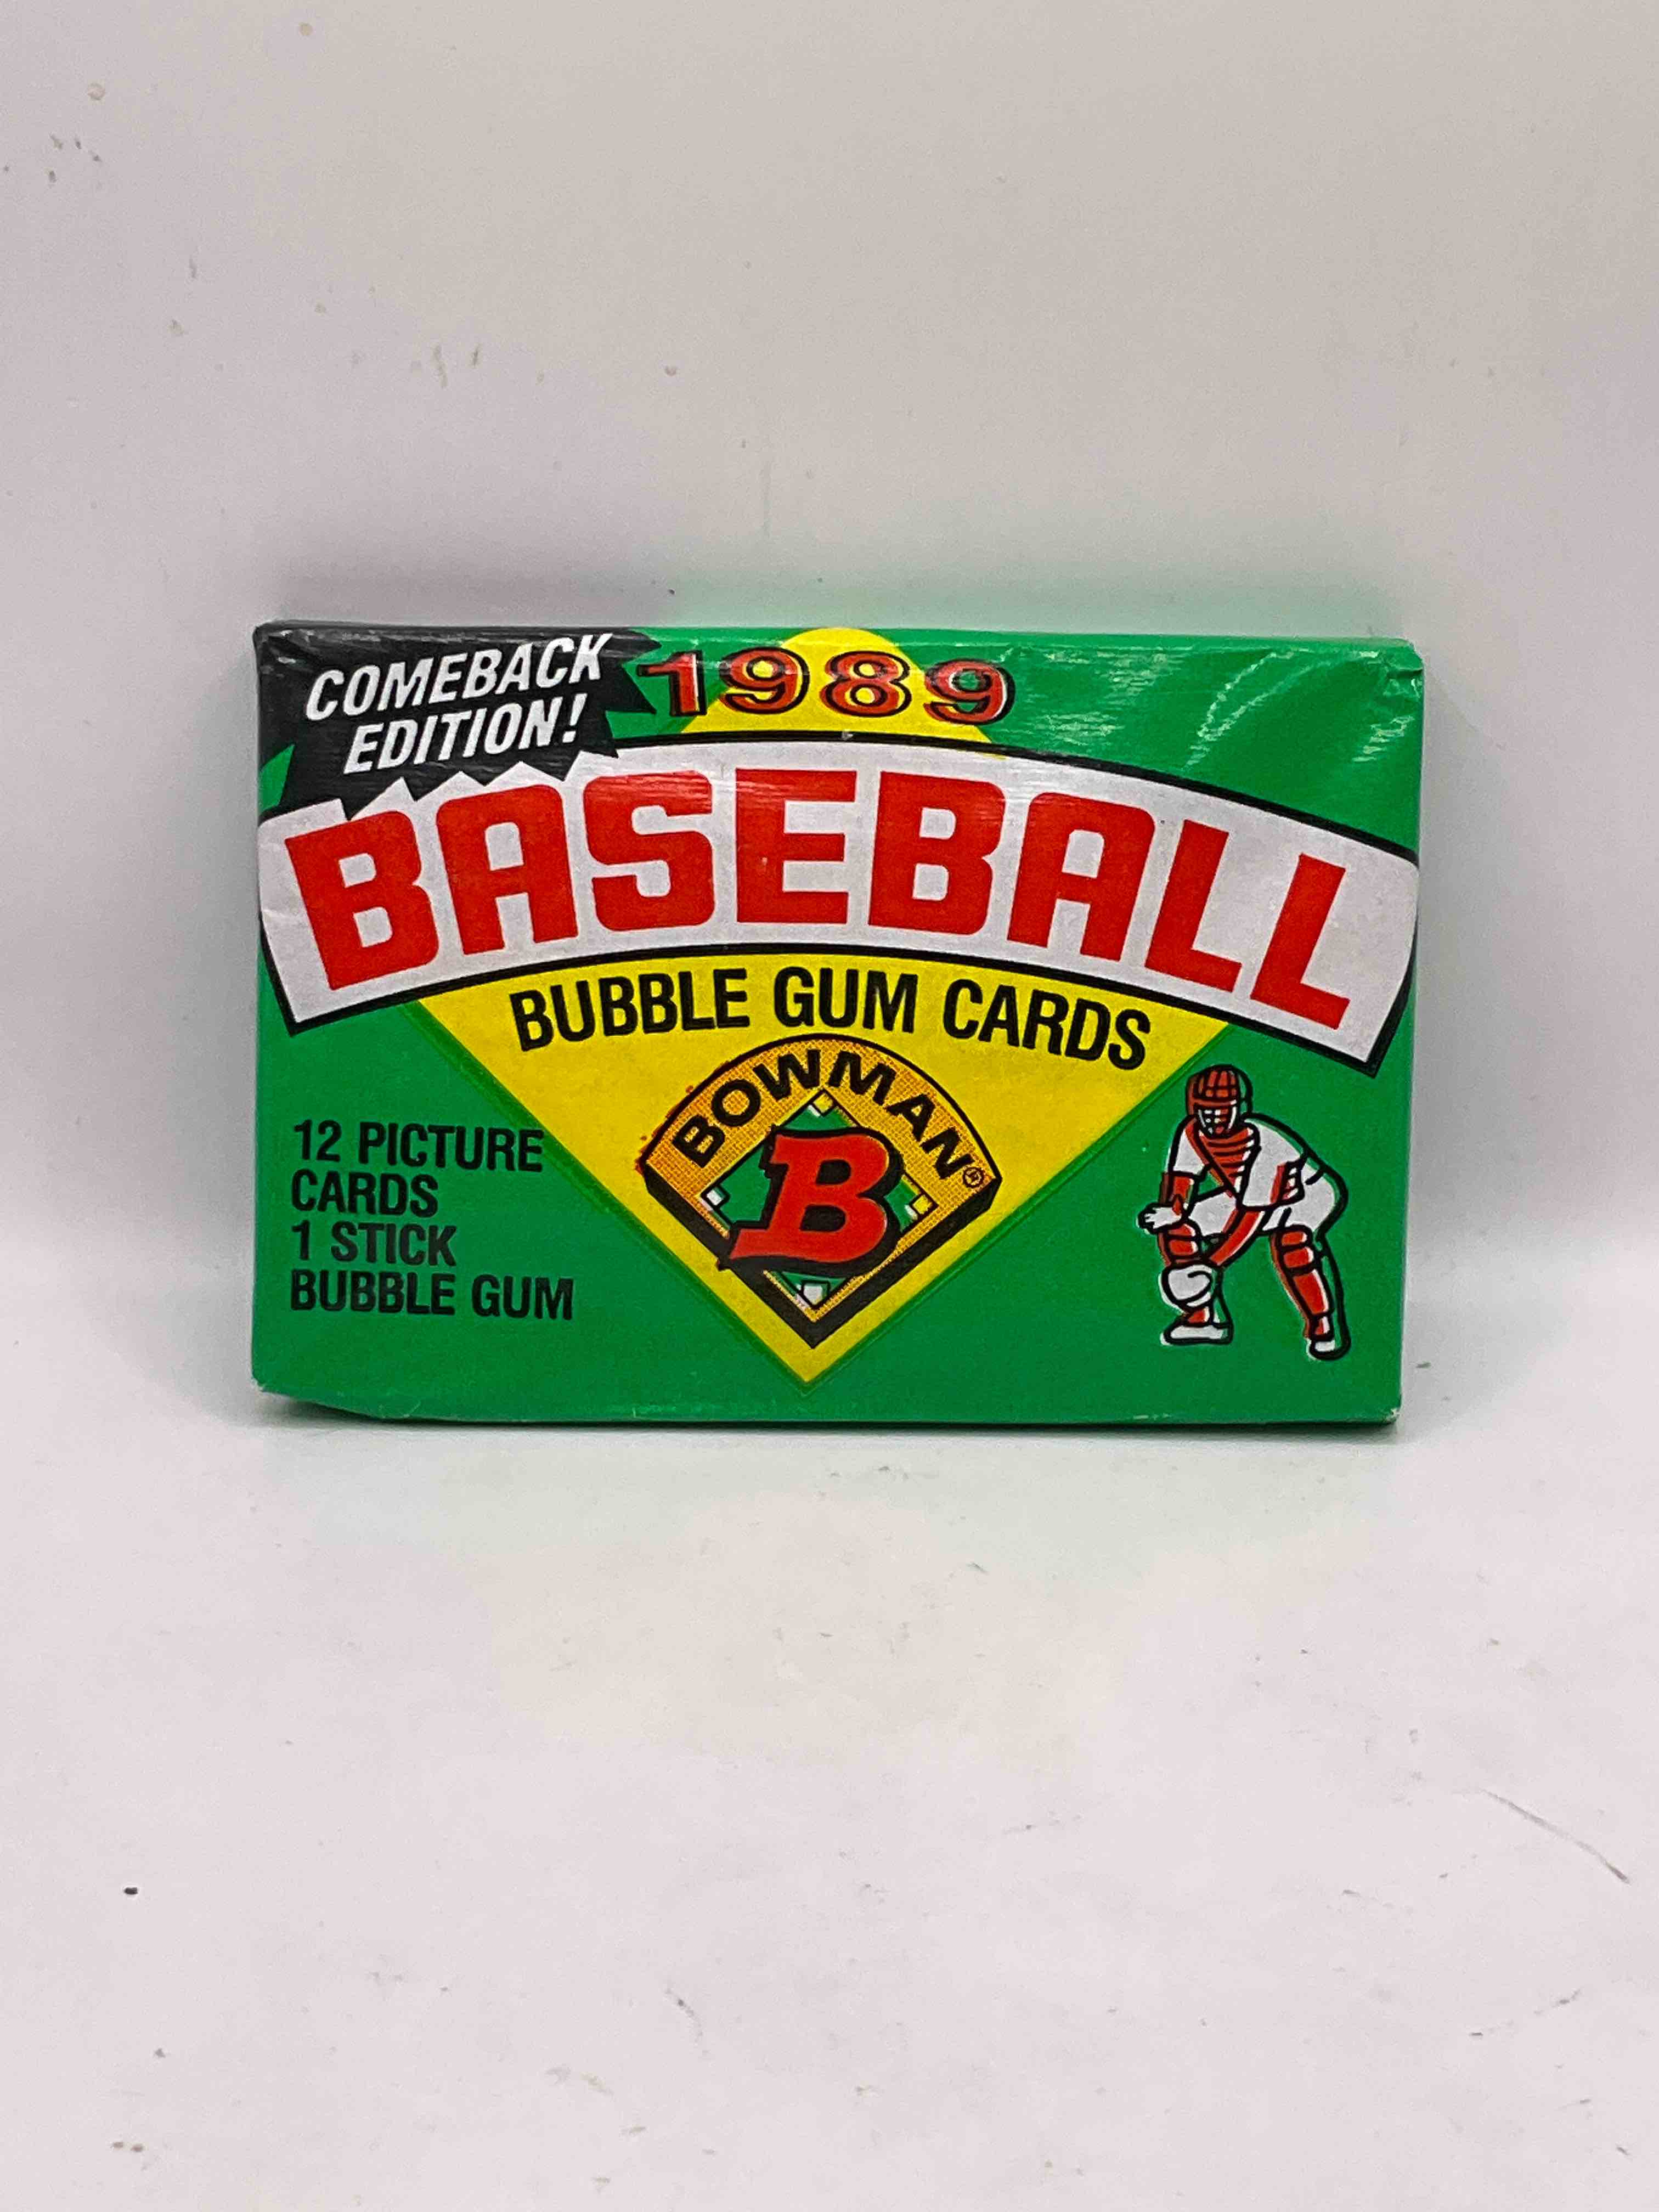 COMEBACK
EDITION!
1989
BASEBALL
BUBBLE GUM CARDS
BOWMAN®
B
12 PICTURE
CARDS
1 STICK
BUBBLE GUM